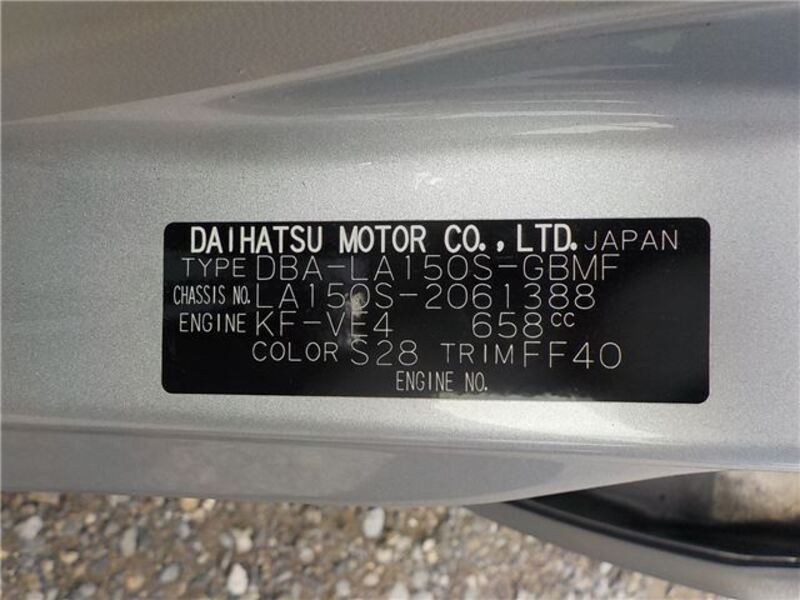 DAIHATSU MOTOR CO., LTD. JAPAN
TYPE DBA-LA150S-GBMF
CHASSIS NO. LA150S-2061388
ENGINE KF-VE4 658cc
COLOR S28 TRIM FF40
ENGINE NO.